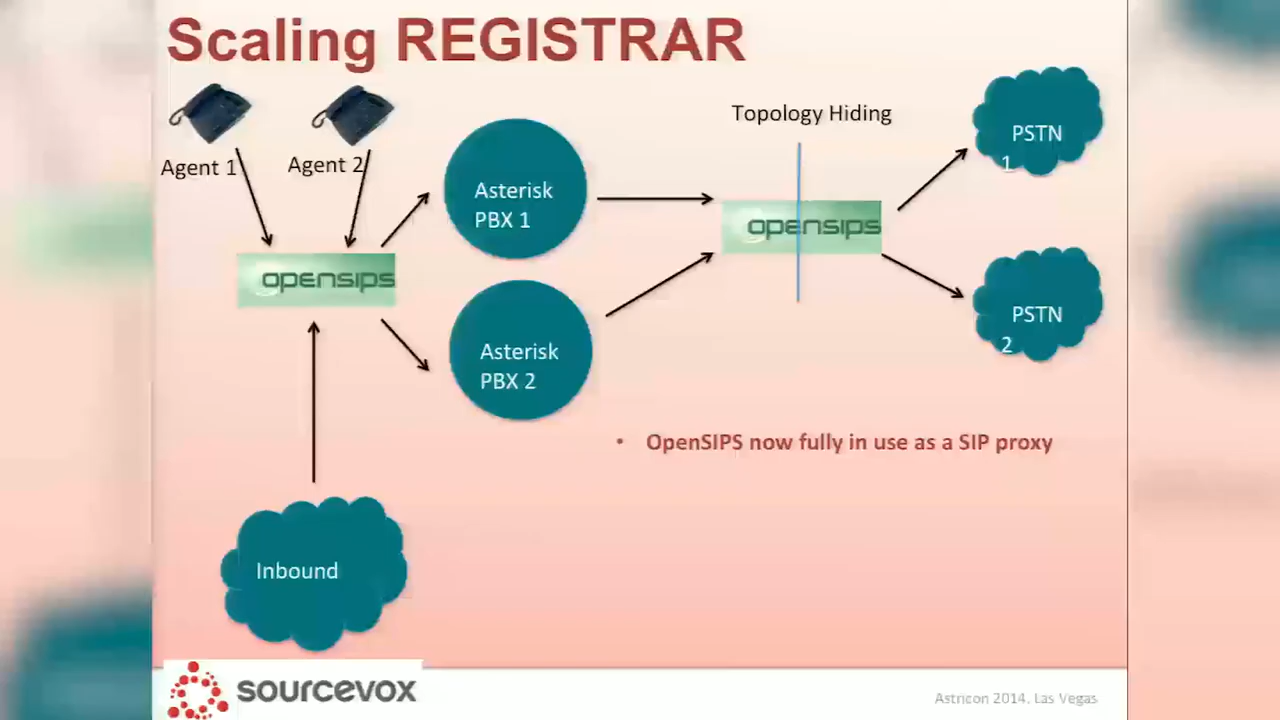 Scaling REGISTRAR
Agent 1
Agent 2
Asterisk
PBX 1
Topology Hiding
PSTN
1
opensips
opensips
Asterisk
PBX 2
PSTN
2
• OpenSIPS now fully in use as a SIP proxy
Inbound
sourcevox
Astricon 2014, Las Vegas